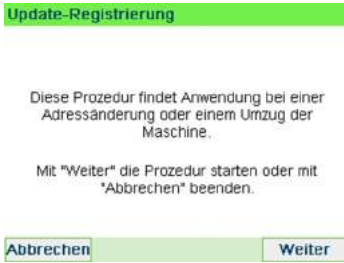 Update-Registrierung
Diese Prozedur findet Anwendung bei einer
Adressänderung oder einem Umzug der
Maschine.
Mit "Weiter" die Prozedur starten oder mit
"Abbrechen" beenden.
Abbrechen
Weiter